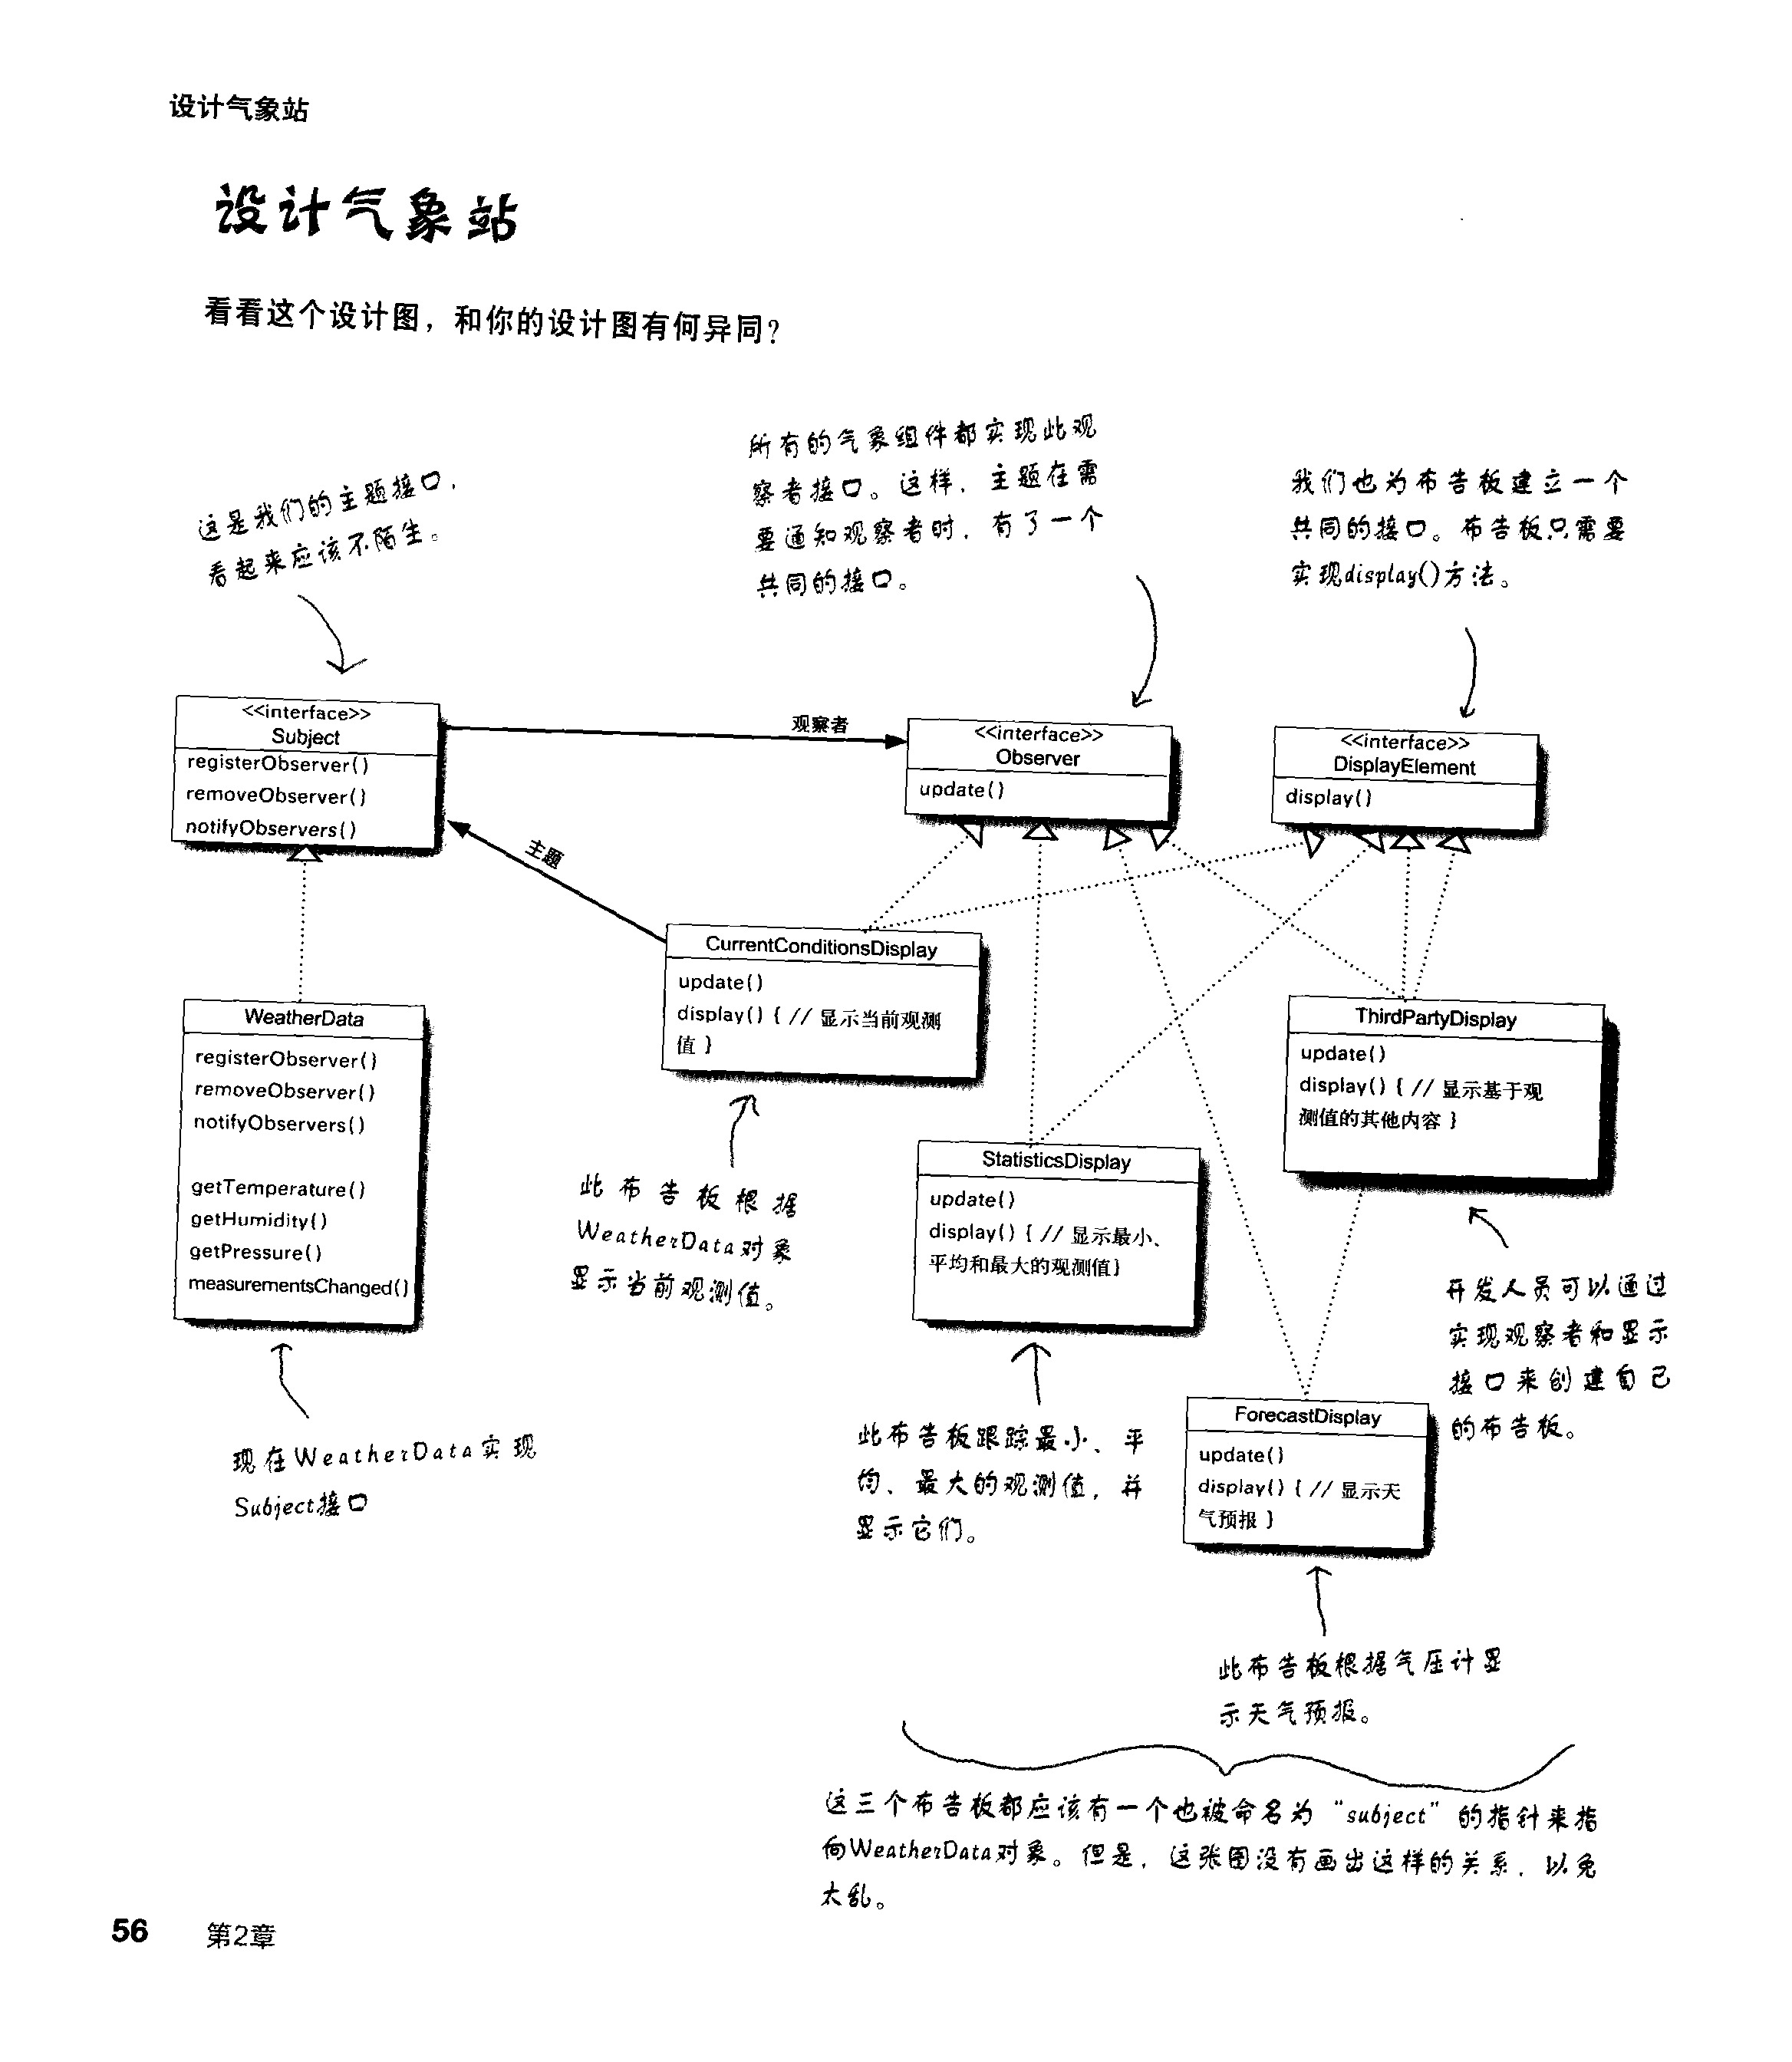 设计气象站
设计气象站
看看这个设计图，和你的设计图有何异同？
这是我们的主题接口，
看起来应该不陌生。
所有的气象组件都实现此观
察者接口。这样，主题在需
要通知观察者时，有了一个
共同的接口。
我们也为布告板建立一个
共同的接口。布告板只需要
实现display()方法。
<<interface>>
Subject
registerObserver()
removeObserver()
notifyObservers()
观察者
<<interface>>
Observer
update()
<<interface>>
DisplayElement
display()
主题
CurrentConditionsDisplay
update()
display() { // 显示当前观测
值 }
WeatherData
registerObserver()
removeObserver()
notifyObservers()
getTemperature()
getHumidity()
getPressure()
measurementsChanged()
ThirdPartyDisplay
update()
display() { // 显示基于观
测值的其他内容 }
StatisticsDisplay
update()
display() { // 显示最小、
平均和最大的观测值}
此布告板根据
WeatherData对象
显示当前观测值。
开发人员可以通过
实现观察者和显示
接口来创建自己
的布告板。
ForecastDisplay
update()
display() { // 显示天
气预报 }
现在WeatherData实现
Subject接口
此布告板跟踪最小、平
均、最大的观测值，并
显示它们。
此布告板根据气压计显
示天气预报。
这三个布告板都应该有一个也被命名为“subject”的指针来指
向WeatherData对象。但是，这张图没有画出这样的关系，以免
太乱。
56 第2章